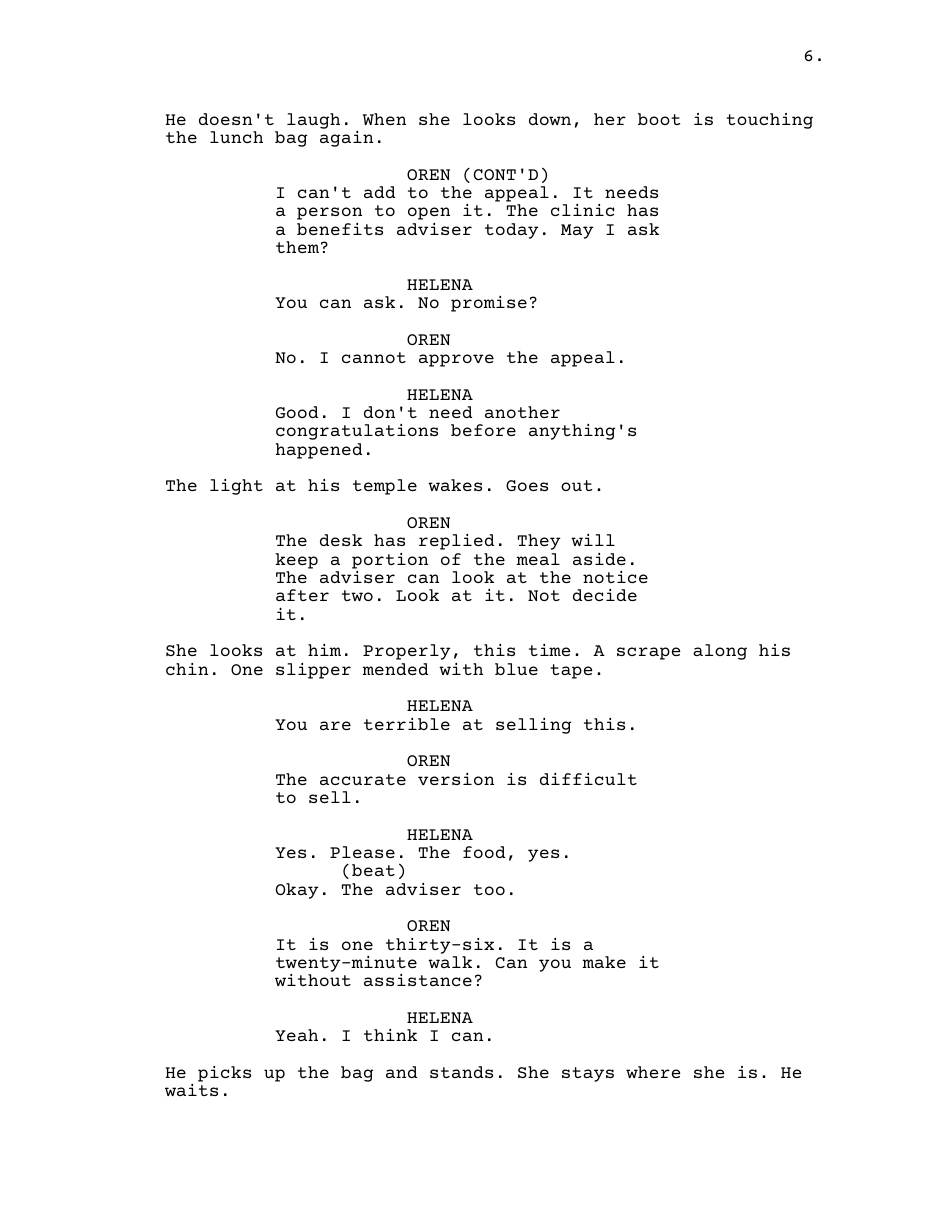 6.
He doesn't laugh. When she looks down, her boot is touching
the lunch bag again.
OREN (CONT'D)
I can't add to the appeal. It needs
a person to open it. The clinic has
a benefits adviser today. May I ask
them?
HELENA
You can ask. No promise?
OREN
No. I cannot approve the appeal.
HELENA
Good. I don't need another
congratulations before anything's
happened.
The light at his temple wakes. Goes out.
OREN
The desk has replied. They will
keep a portion of the meal aside.
The adviser can look at the notice
after two. Look at it. Not decide
it.
She looks at him. Properly, this time. A scrape along his
chin. One slipper mended with blue tape.
HELENA
You are terrible at selling this.
OREN
The accurate version is difficult
to sell.
HELENA
Yes. Please. The food, yes.
(beat)
Okay. The adviser too.
OREN
It is one thirty-six. It is a
twenty-minute walk. Can you make it
without assistance?
HELENA
Yeah. I think I can.
He picks up the bag and stands. She stays where she is. He
waits.